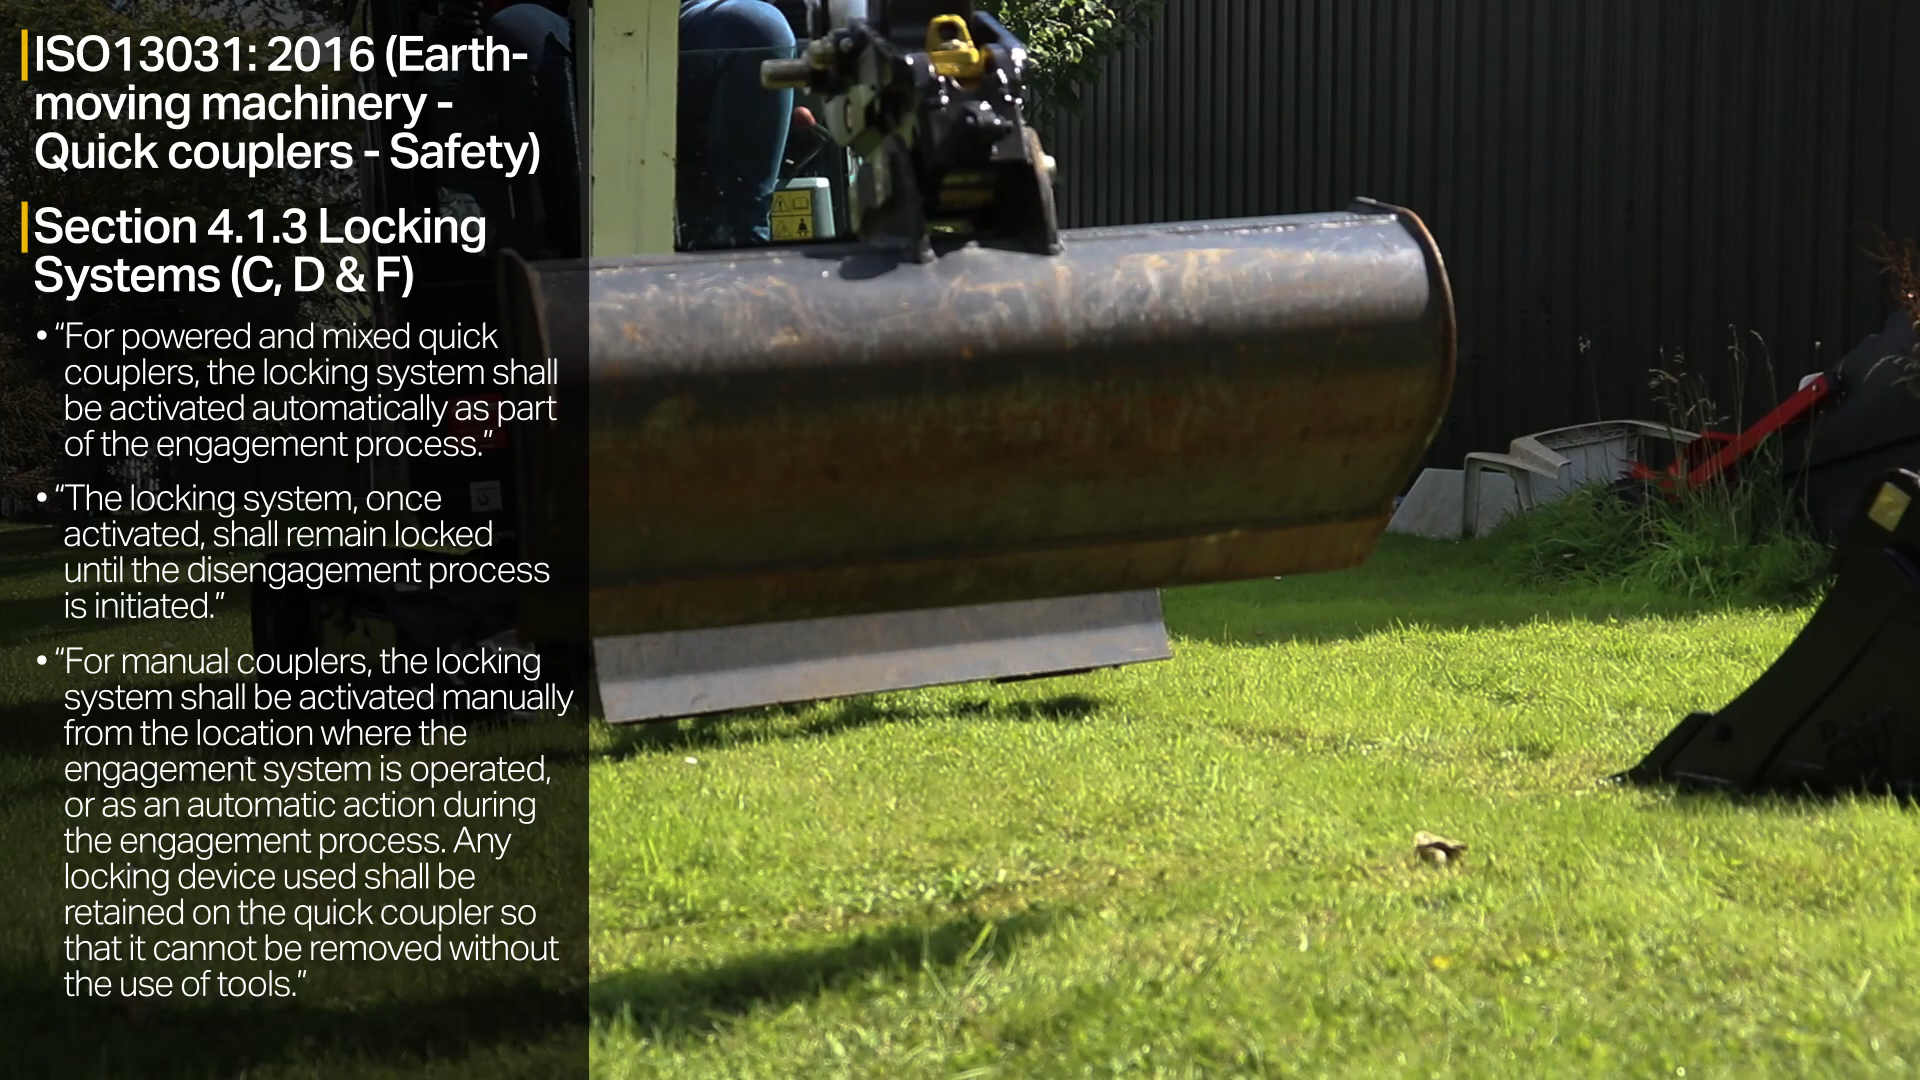 ISO13031: 2016 (Earth-
moving machinery -
Quick couplers - Safety)
Section 4.1.3 Locking
Systems (C, D & F)
• “For powered and mixed quick
couplers, the locking system shall
be activated automatically as part
of the engagement process.”
• “The locking system, once
activated, shall remain locked
until the disengagement process
is initiated.”
• “For manual couplers, the locking
system shall be activated manually
from the location where the
engagement system is operated,
or as an automatic action during
the engagement process. Any
locking device used shall be
retained on the quick coupler so
that it cannot be removed without
the use of tools.”